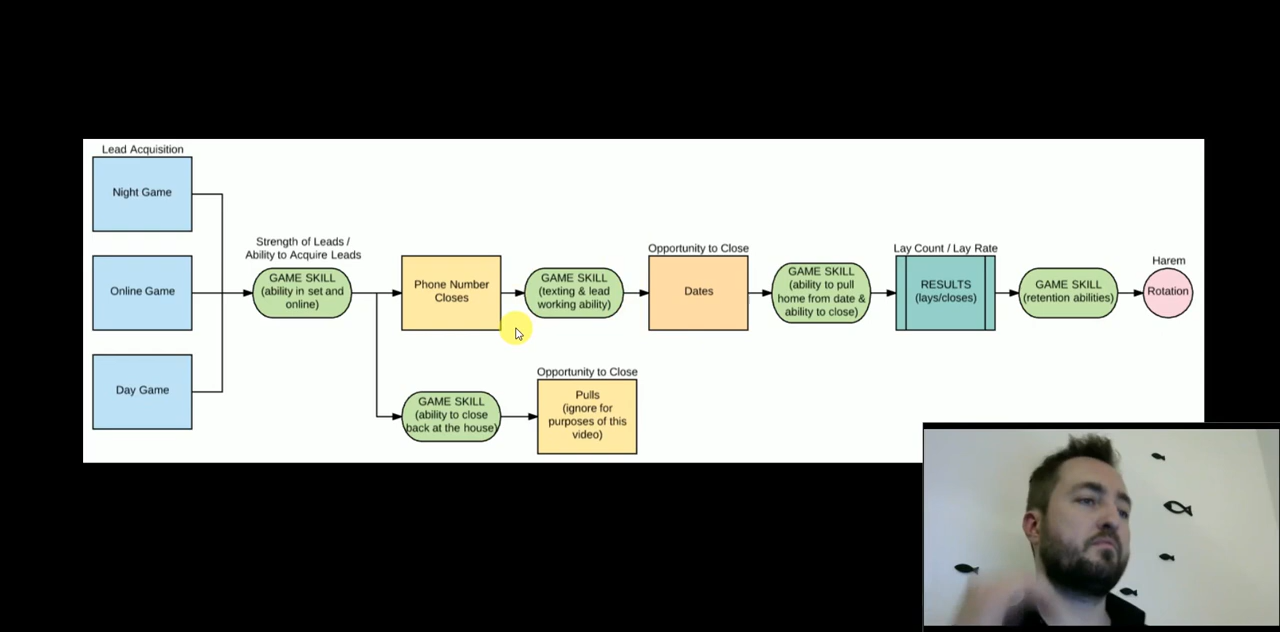 Lead Acquisition
Night Game
Online Game
Day Game
Strength of Leads /
Ability to Acquire Leads
GAME SKILL
(ability in set and
online)
Phone Number
Closes
GAME SKILL
(texting & lead
working ability)
Opportunity to Close
Dates
GAME SKILL
(ability to pull
home from date &
ability to close)
Lay Count / Lay Rate
RESULTS
(lays/closes)
GAME SKILL
(retention abilities)
Harem
Rotation
GAME SKILL
(ability to close
back at the house)
Opportunity to Close
Pulls
(ignore for
purposes of this
video)